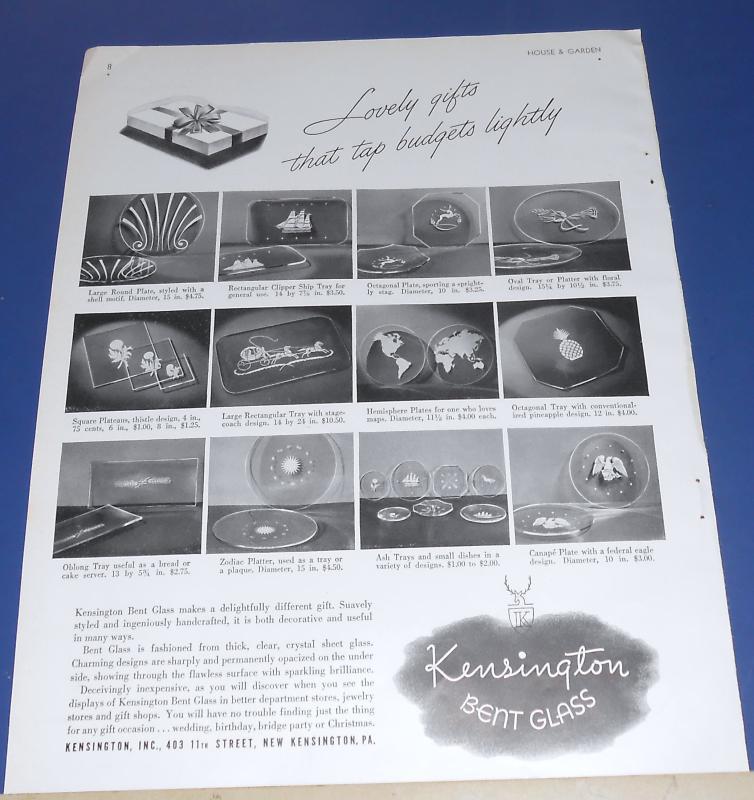 8
HOUSE & GARDEN
Lovely gifts
that tap budgets lightly
Large Round Plate, styled with a
shell motif. Diameter, 15 in. $4.75.
Rectangular Clipper Ship Tray for
general use. 14 by 7⅞ in. $3.50.
Octagonal Plate, sporting a spright-
ly stag. Diameter, 10 in. $3.25.
Oval Tray or Platter with floral
design. 15¼ by 10½ in. $3.75.
Square Plateaus, thistle design, 4 in.,
75 cents, 6 in., $1.00, 8 in., $1.25.
Large Rectangular Tray with stage-
coach design. 14 by 24 in. $10.50.
Hemisphere Plates for one who loves
maps. Diameter, 11½ in. $4.00 each.
Octagonal Tray with conventional-
ized pineapple design. 12 in. $4.00.
Oblong Tray useful as a bread or
cake server. 13 by 5¾ in. $2.75.
Zodiac Platter, used as a tray or
a plaque. Diameter, 15 in. $4.50.
Ash Trays and small dishes in a
variety of designs. $1.00 to $2.00.
Canapé Plate with a federal eagle
design. Diameter, 10 in. $3.00.
Kensington Bent Glass makes a delightfully different gift. Suavely
styled and ingeniously handcrafted, it is both decorative and useful
in many ways.
Bent Glass is fashioned from thick, clear, crystal sheet glass.
Charming designs are sharply and permanently opacized on the under
side, showing through the flawless surface with sparkling brilliance.
Deceivingly inexpensive, as you will discover when you see the
displays of Kensington Bent Glass in better department stores, jewelry
stores and gift shops. You will have no trouble finding just the thing
for any gift occasion . . . wedding, birthday, bridge party or Christmas.
KENSINGTON, INC., 403 11TH STREET, NEW KENSINGTON, PA.
K
Kensington
BENT GLASS